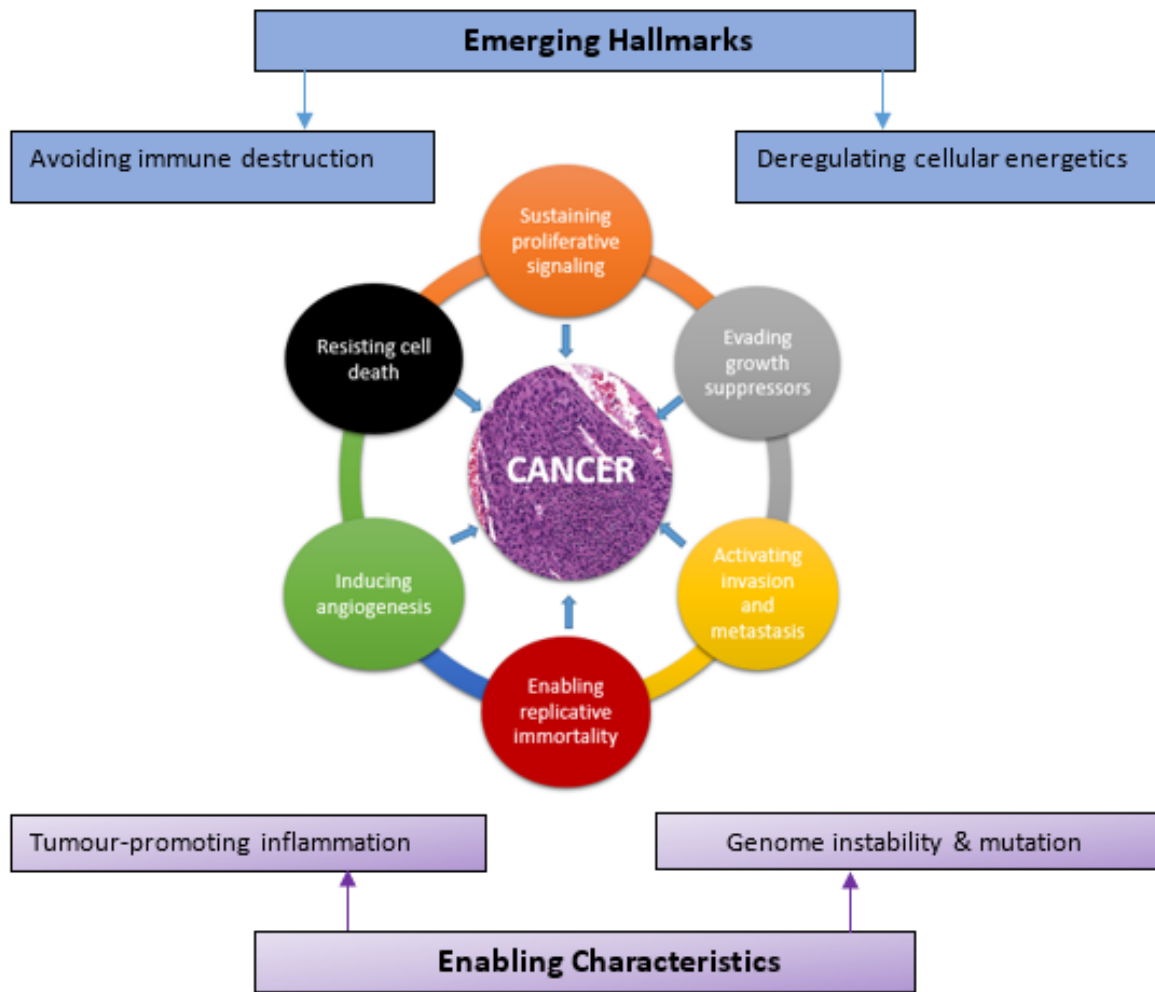 Emerging Hallmarks
Avoiding immune destruction
Deregulating cellular energetics
Sustaining
proliferative
signaling
Resisting cell
death
Evading
growth
suppressors
CANCER
Inducing
angiogenesis
Activating
invasion
and
metastasis
Enabling
replicative
immortality
Tumour-promoting inflammation
Genome instability & mutation
Enabling Characteristics